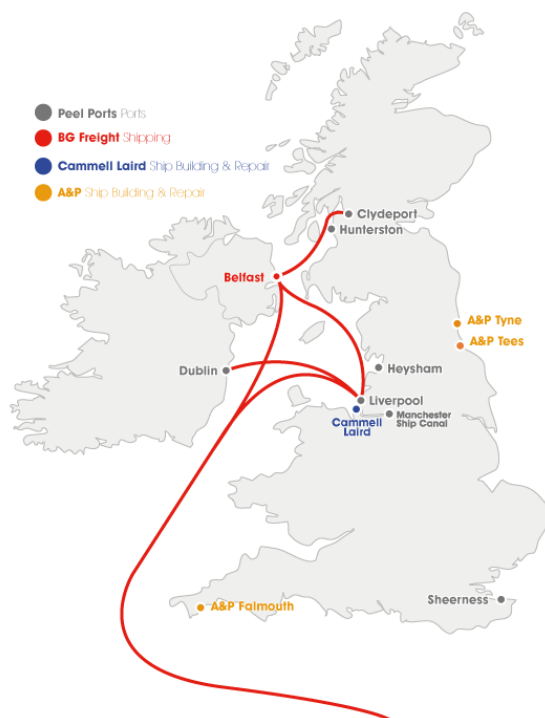 Peel Ports Ports
BG Freight Shipping
Cammell Laird Ship Building & Repair
A&P Ship Building & Repair
Clydeport
Hunterston
Belfast
A&P Tyne
A&P Tees
Dublin
Heysham
Liverpool
Cammell
Laird
Manchester
Ship Canal
Sheerness
A&P Falmouth